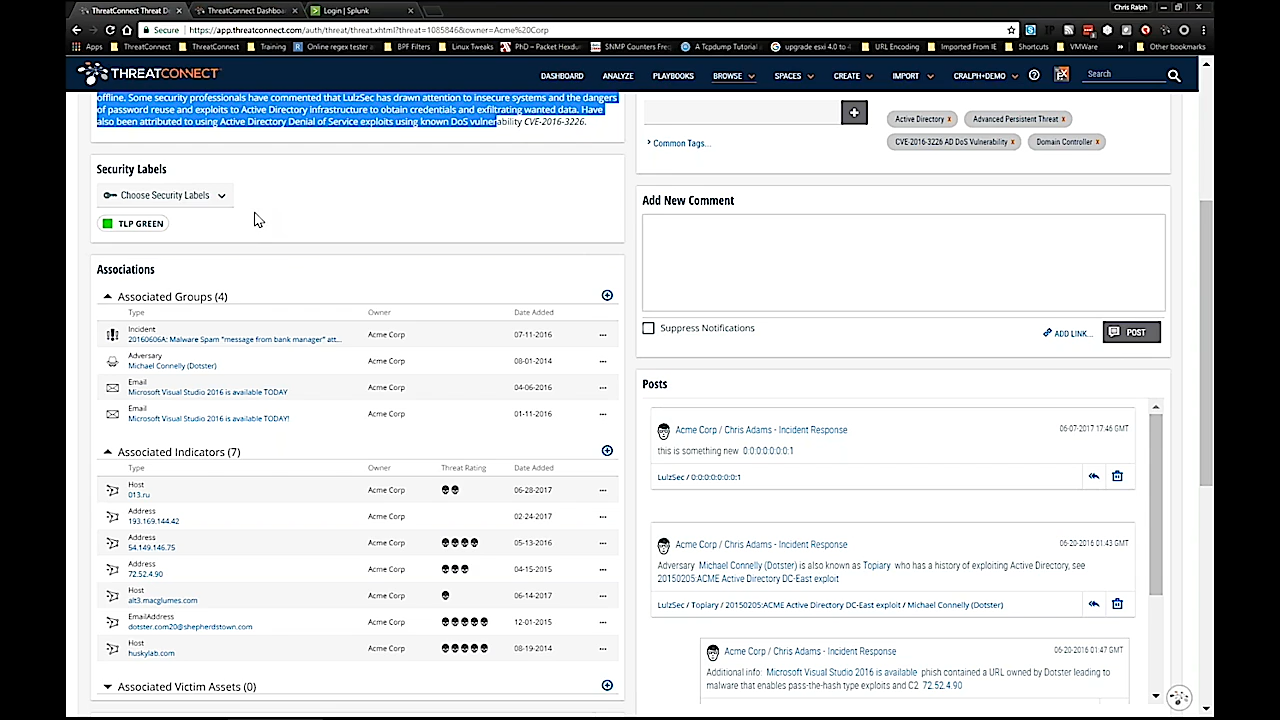 ThreatConnect Threat D
ThreatConnect Dashboa
Login | Splunk
Chris Ralph
Secure
https://app.threatconnect.com/auth/threat/threat.xhtml?threat=1085846&owner=Acme%20Corp
Apps
ThreatConnect
ThreatConnect
Training
Online regex tester a
BPF Filters
Linux Tweaks
PhD – Packet Hexdu
SNMP Counters Freq
A Tcpdump Tutorial
upgrade esxi 4.0 to
URL Encoding
Imported From IE
Shortcuts
VMWare
Other bookmarks
THREATCONNECT
DASHBOARD
ANALYZE
PLAYBOOKS
BROWSE
SPACES
CREATE
IMPORT
CRALPH+DEMO
Search
offline. Some security professionals have commented that LulzSec has drawn attention to insecure systems and the dangers
of password reuse and exploits to Active Directory infrastructure to obtain credentials and exfiltrating wanted data. Have
also been attributed to using Active Directory Denial of Service exploits using known DoS vulnerability CVE-2016-3226.
Common Tags...
Active Directory x
Advanced Persistent Threat x
CVE-2016-3226 AD DoS Vulnerability x
Domain Controller x
Security Labels
Choose Security Labels
TLP GREEN
Add New Comment
Suppress Notifications
ADD LINK...
POST
Associations
Associated Groups (4)
Type
Owner
Date Added
Incident
20160606A: Malware Spam "message from bank manager" att...
Acme Corp
07-11-2016
Adversary
Michael Connelly (Dotster)
Acme Corp
08-01-2014
Email
Microsoft Visual Studio 2016 is available TODAY
Acme Corp
04-06-2016
Email
Microsoft Visual Studio 2016 is available TODAY!
Acme Corp
01-11-2016
Associated Indicators (7)
Type
Owner
Threat Rating
Date Added
Host
013.ru
Acme Corp
06-28-2017
Address
193.169.144.42
Acme Corp
02-24-2017
Address
54.149.146.75
Acme Corp
05-13-2016
Address
72.52.4.90
Acme Corp
04-15-2015
Host
alt3.macglumes.com
Acme Corp
06-14-2017
EmailAddress
dotster.com20@shepherdstown.com
Acme Corp
12-01-2015
Host
huskylab.com
Acme Corp
08-19-2014
Associated Victim Assets (0)
Posts
Acme Corp / Chris Adams - Incident Response
06-07-2017 17:46 GMT
this is something new 0:0:0:0:0:0:0:1
LulzSec / 0:0:0:0:0:0:0:1
Acme Corp / Chris Adams - Incident Response
06-20-2016 01:43 GMT
Adversary Michael Connelly (Dotster) is also known as Topiary who has a history of exploiting Active Directory, see
20150205:ACME Active Directory DC-East exploit
LulzSec / Topiary / 20150205:ACME Active Directory DC-East exploit / Michael Connelly (Dotster)
Acme Corp / Chris Adams - Incident Response
06-20-2016 01:47 GMT
Additional info: Microsoft Visual Studio 2016 is available phish contained a URL owned by Dotster leading to
malware that enables pass-the-hash type exploits and C2 72.52.4.90